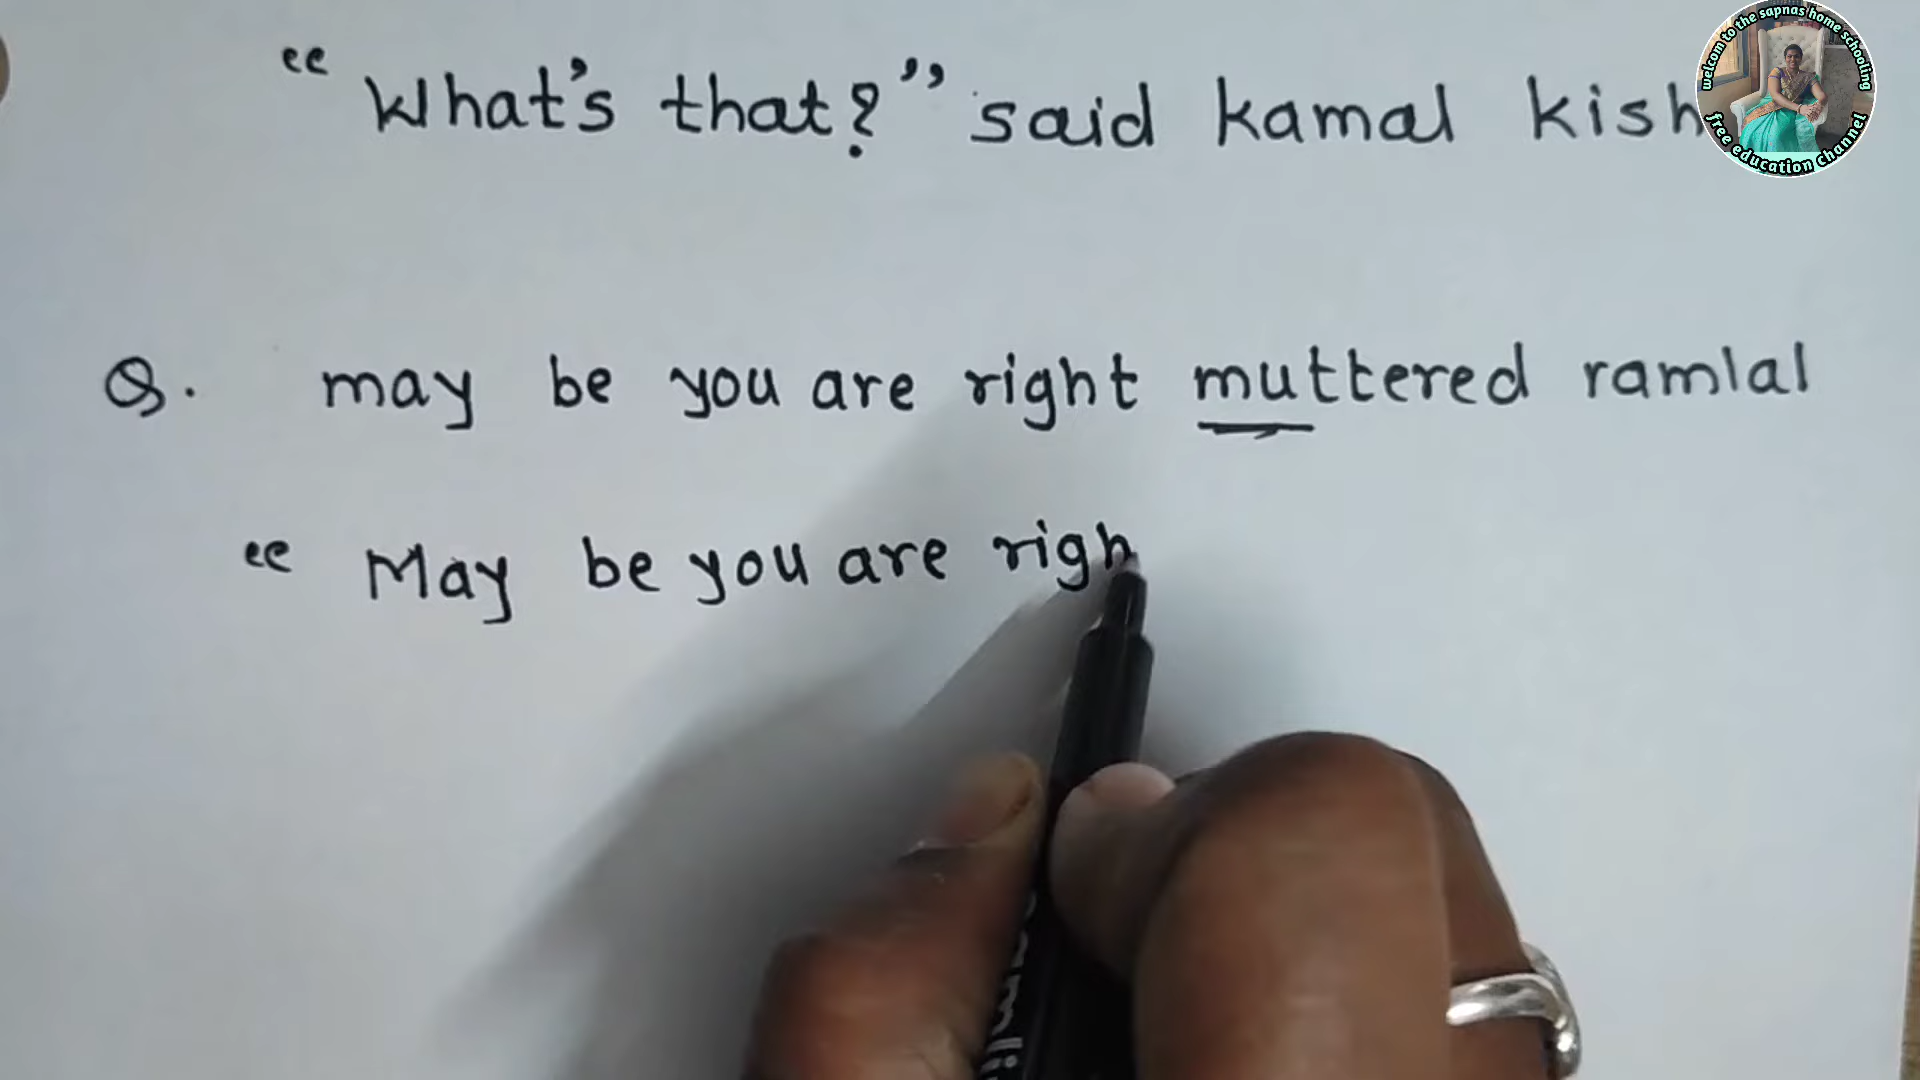 “What's that?” said kamal kish
Q. may be you are right muttered ramlal
“ May be you are righ
welcom to the sapnas home schooling
free education channel